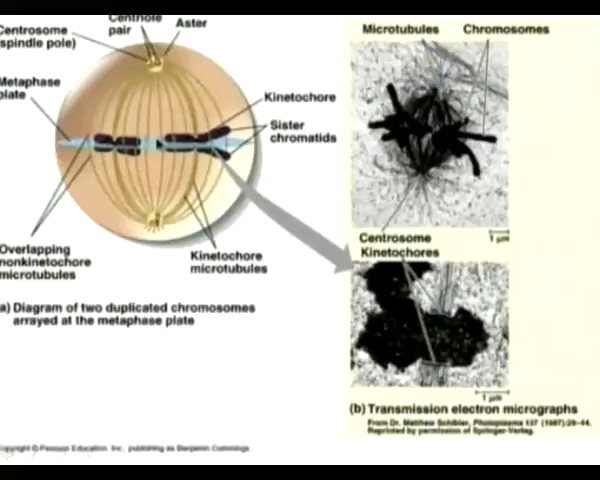 Centrosome
(spindle pole)
Centriole
pair
Aster
Metaphase
plate
Kinetochore
Sister
chromatids
Overlapping
nonkinetochore
microtubules
Kinetochore
microtubules
a) Diagram of two duplicated chromosomes
arrayed at the metaphase plate
Microtubules
Chromosomes
1 µm
Centrosome
Kinetochores
1 µm
(b) Transmission electron micrographs
From Dr. Matthew Schibler, Protoplasma 137 (1987):29–44.
Reprinted by permission of Springer-Verlag.
Copyright © Pearson Education, Inc., publishing as Benjamin Cummings